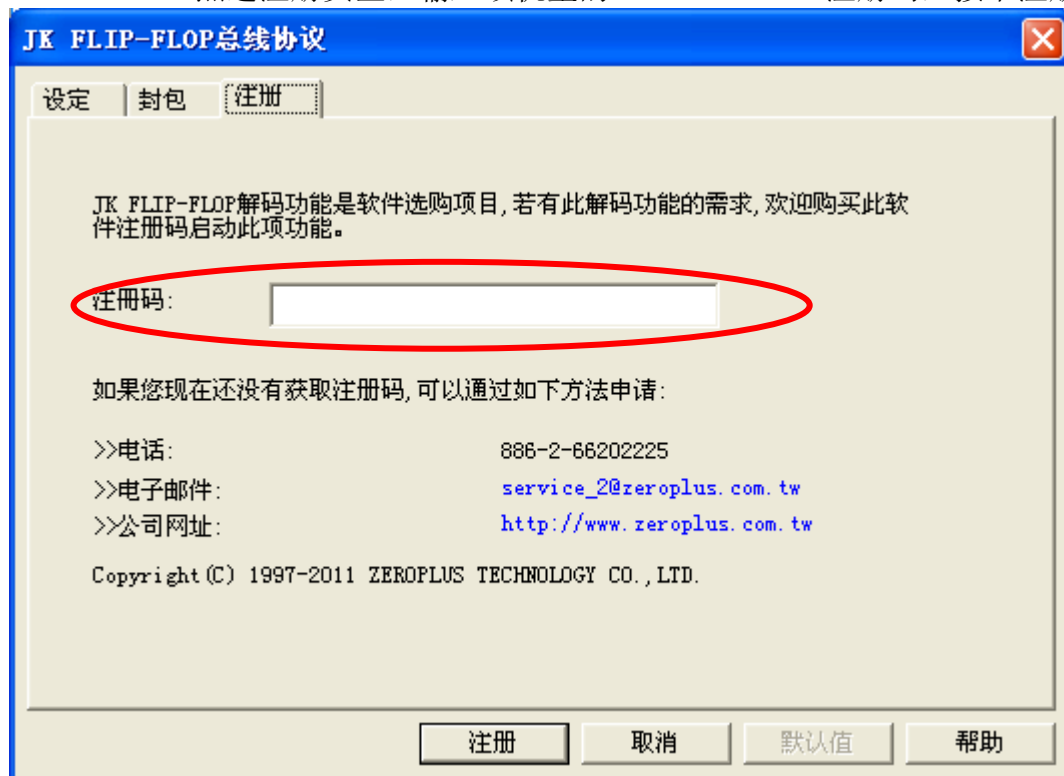 JK FLIP-FLOP总线协议
设定 封包 注册
JK FLIP-FLOP解码功能是软件选购项目,若有此解码功能的需求,欢迎购买此软
件注册码启动此项功能。
注册码:
如果您现在还没有获取注册码,可以通过如下方法申请:
>>电话: 886-2-66202225
>>电子邮件: service_2@zeroplus.com.tw
>>公司网址: http://www.zeroplus.com.tw
Copyright(C) 1997-2011 ZEROPLUS TECHNOLOGY CO.,LTD.
注册 取消 默认值 帮助